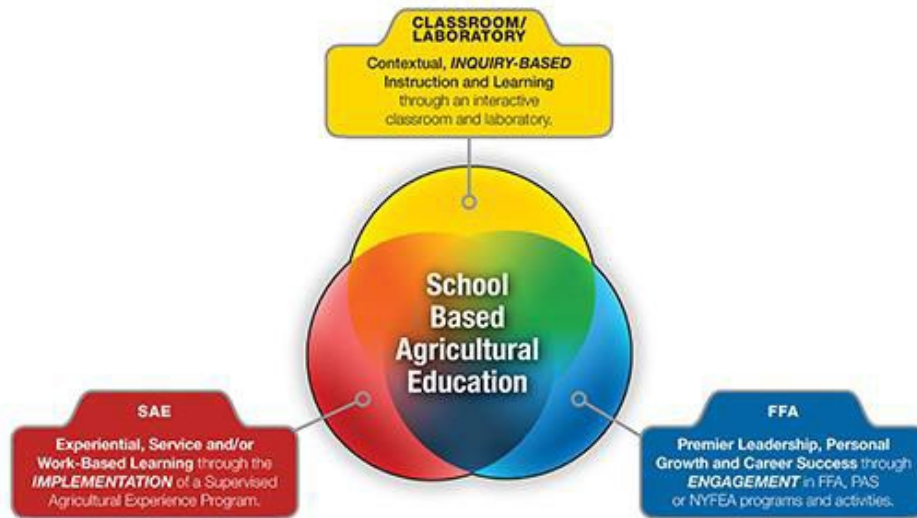 CLASSROOM/
LABORATORY
Contextual, INQUIRY-BASED
Instruction and Learning
through an interactive
classroom and laboratory.
School
Based
Agricultural
Education
SAE
Experiential, Service and/or
Work-Based Learning through the
IMPLEMENTATION of a Supervised
Agricultural Experience Program.
FFA
Premier Leadership, Personal
Growth and Career Success through
ENGAGEMENT in FFA, PAS
or NYFEA programs and activities.